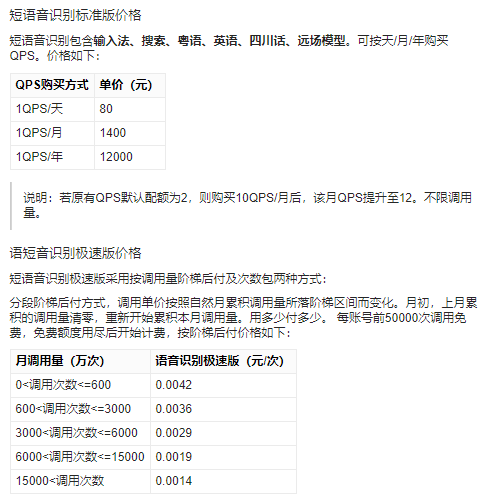 短语音识别标准版价格
短语音识别包含输入法、搜索、粤语、英语、四川话、远场模型。可按天/月/年购买
QPS。价格如下：
QPS购买方式 单价（元）
1QPS/天 80
1QPS/月 1400
1QPS/年 12000
说明：若原有QPS默认配额为2，则购买10QPS/月后，该月QPS提升至12。不限调用
量。
语短音识别极速版价格
短语音识别极速版采用按调用量阶梯后付及次数包两种方式：
分段阶梯后付方式，调用单价按照自然月累积调用量所落阶梯区间而变化。月初，上月累
积的调用量清零，重新开始累积本月调用量。用多少付多少。 每账号前50000次调用免
费，免费额度用尽后开始计费，按阶梯后付价格如下：
月调用量（万次） 语音识别极速版（元/次）
0<调用次数<=600 0.0042
600<调用次数<=3000 0.0036
3000<调用次数<=6000 0.0029
6000<调用次数<=15000 0.0019
15000<调用次数 0.0014